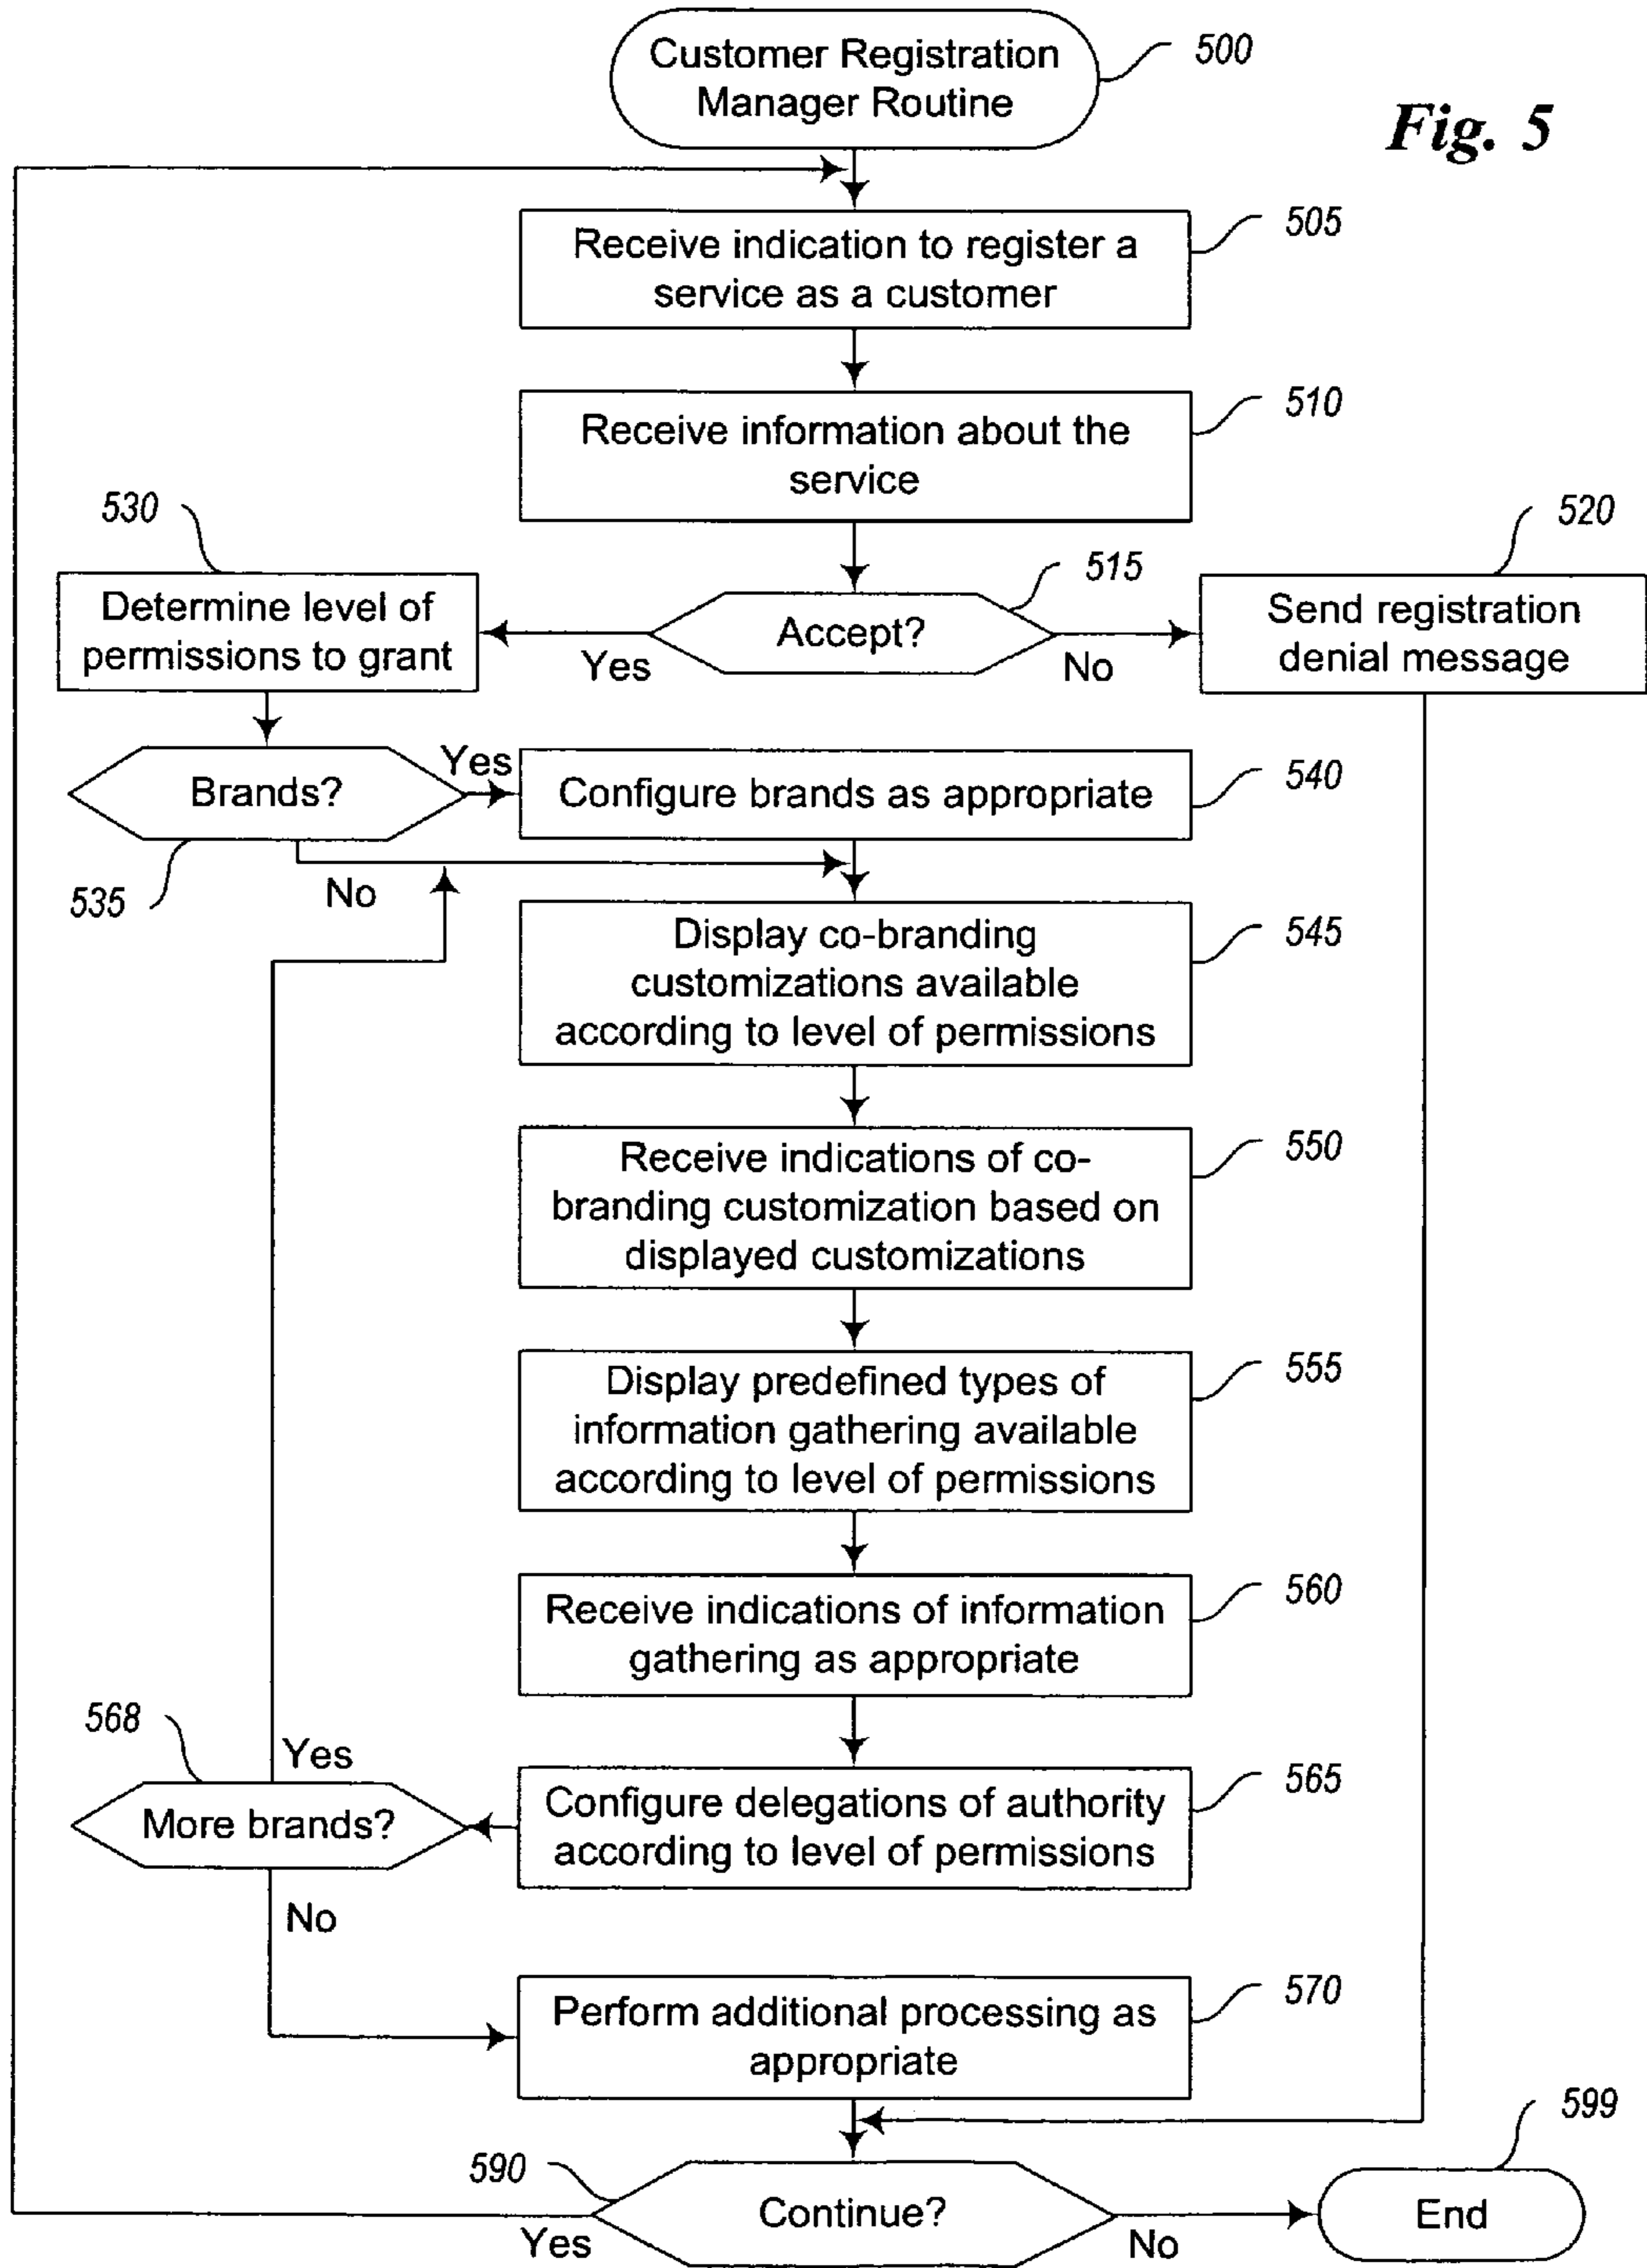 Customer Registration
Manager Routine
500
Fig. 5
505
Receive indication to register a
service as a customer
510
Receive information about the
service
530
Determine level of
permissions to grant
515
Accept?
Yes
No
520
Send registration
denial message
Brands?
535
Yes
No
540
Configure brands as appropriate
545
Display co-branding
customizations available
according to level of permissions
550
Receive indications of co-
branding customization based on
displayed customizations
555
Display predefined types of
information gathering available
according to level of permissions
560
Receive indications of information
gathering as appropriate
568
Yes
More brands?
No
565
Configure delegations of authority
according to level of permissions
570
Perform additional processing as
appropriate
590
Continue?
Yes
No
599
End